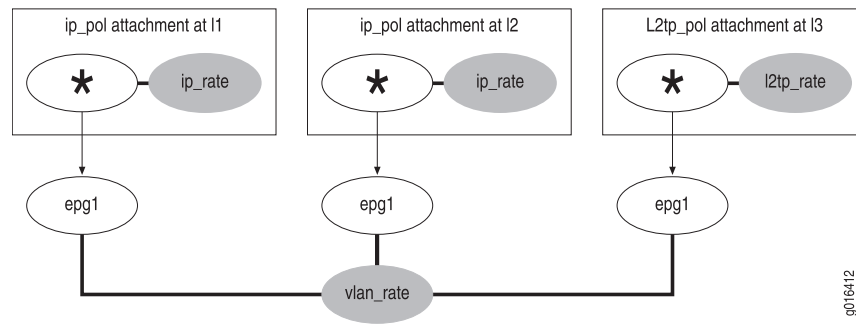 ip_pol attachment at l1
ip_pol attachment at l2
L2tp_pol attachment at l3
*
ip_rate
*
ip_rate
*
l2tp_rate
epg1
epg1
epg1
vlan_rate
g016412